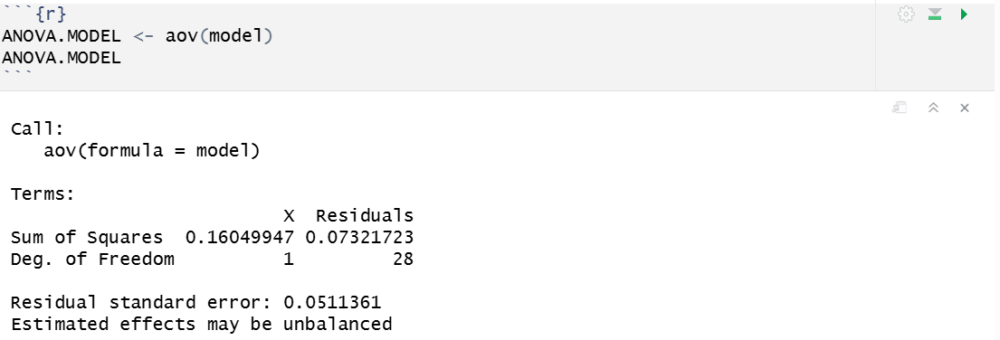 ```{r}
ANOVA.MODEL <- aov(model)
ANOVA.MODEL
```
Call:
   aov(formula = model)
Terms:
                         X  Residuals
Sum of Squares  0.16049947 0.07321723
Deg. of Freedom          1         28
Residual standard error: 0.0511361
Estimated effects may be unbalanced